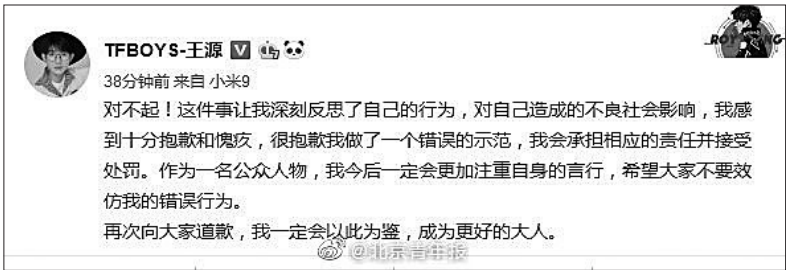 TFBOYS-王源
38分钟前 来自 小米9
对不起！这件事让我深刻反思了自己的行为，对自己造成的不良社会影响，我感
到十分抱歉和愧疚，很抱歉我做了一个错误的示范，我会承担相应的责任并接受
处罚。作为一名公众人物，我今后一定会更加注重自身的言行，希望大家不要效
仿我的错误行为。
再次向大家道歉，我一定会以此为鉴，成为更好的大人。
@北京青年报